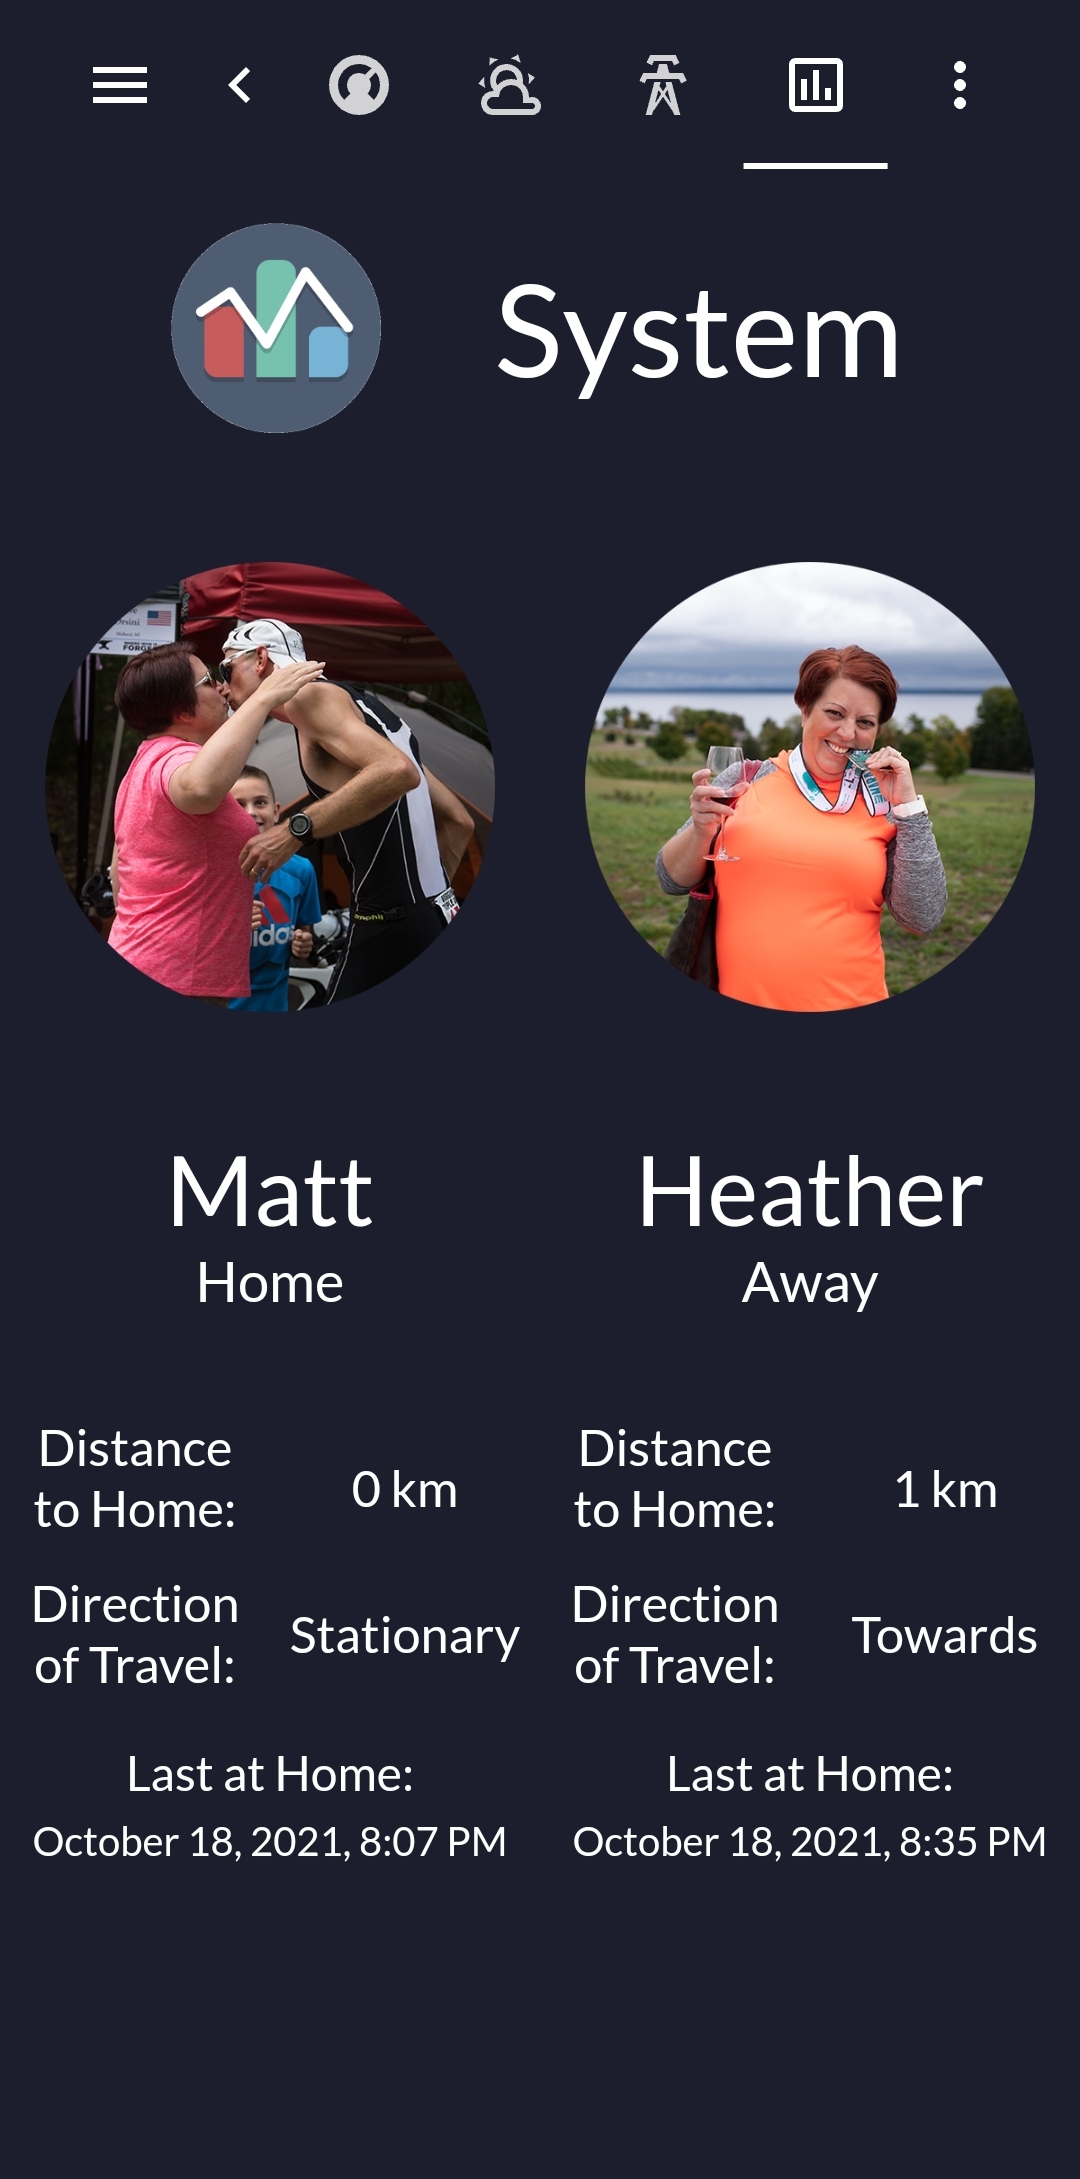 System
Matt
Heather
Home
Away
Distance
to Home:
0 km
Distance
to Home:
1 km
Direction
of Travel:
Stationary
Direction
of Travel:
Towards
Last at Home:
Last at Home:
October 18, 2021, 8:07 PM
October 18, 2021, 8:35 PM